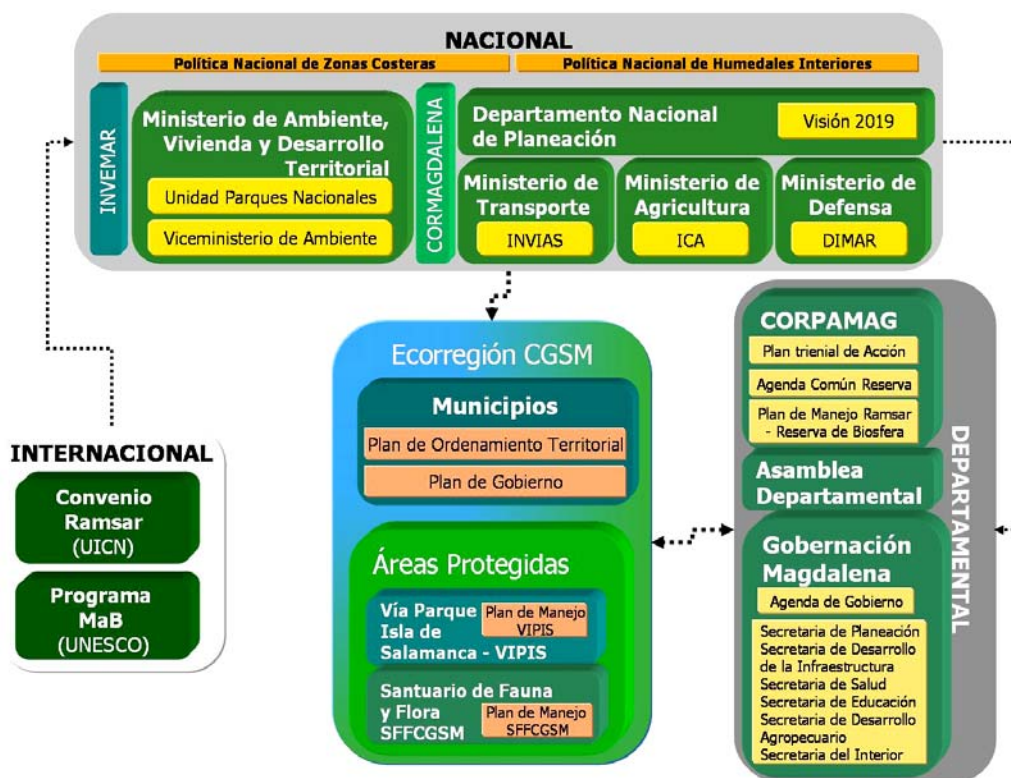 NACIONAL
Política Nacional de Zonas Costeras
Política Nacional de Humedales Interiores
INVEMAR
Ministerio de Ambiente,
Vivienda y Desarrollo
Territorial
Unidad Parques Nacionales
Viceministerio de Ambiente
CORMAGDALENA
Departamento Nacional
de Planeación
Visión 2019
Ministerio de
Transporte
INVIAS
Ministerio de
Agricultura
ICA
Ministerio de
Defensa
DIMAR
INTERNACIONAL
Convenio
Ramsar
(UICN)
Programa
MaB
(UNESCO)
Ecorregión CGSM
Municipios
Plan de Ordenamiento Territorial
Plan de Gobierno
Áreas Protegidas
Vía Parque
Isla de
Salamanca - VIPIS
Plan de Manejo
VIPIS
Santuario de Fauna
y Flora
SFFCGSM
Plan de Manejo
SFFCGSM
DEPARTAMENTAL
CORPAMAG
Plan trienial de Acción
Agenda Común Reserva
Plan de Manejo Ramsar
- Reserva de Biosfera
Asamblea
Departamental
Gobernación
Magdalena
Agenda de Gobierno
Secretaria de Planeación
Secretaria de Desarrollo
de la Infraestructura
Secretaria de Salud
Secretaria de Educación
Secretaria de Desarrollo
Agropecuario
Secretaria del Interior